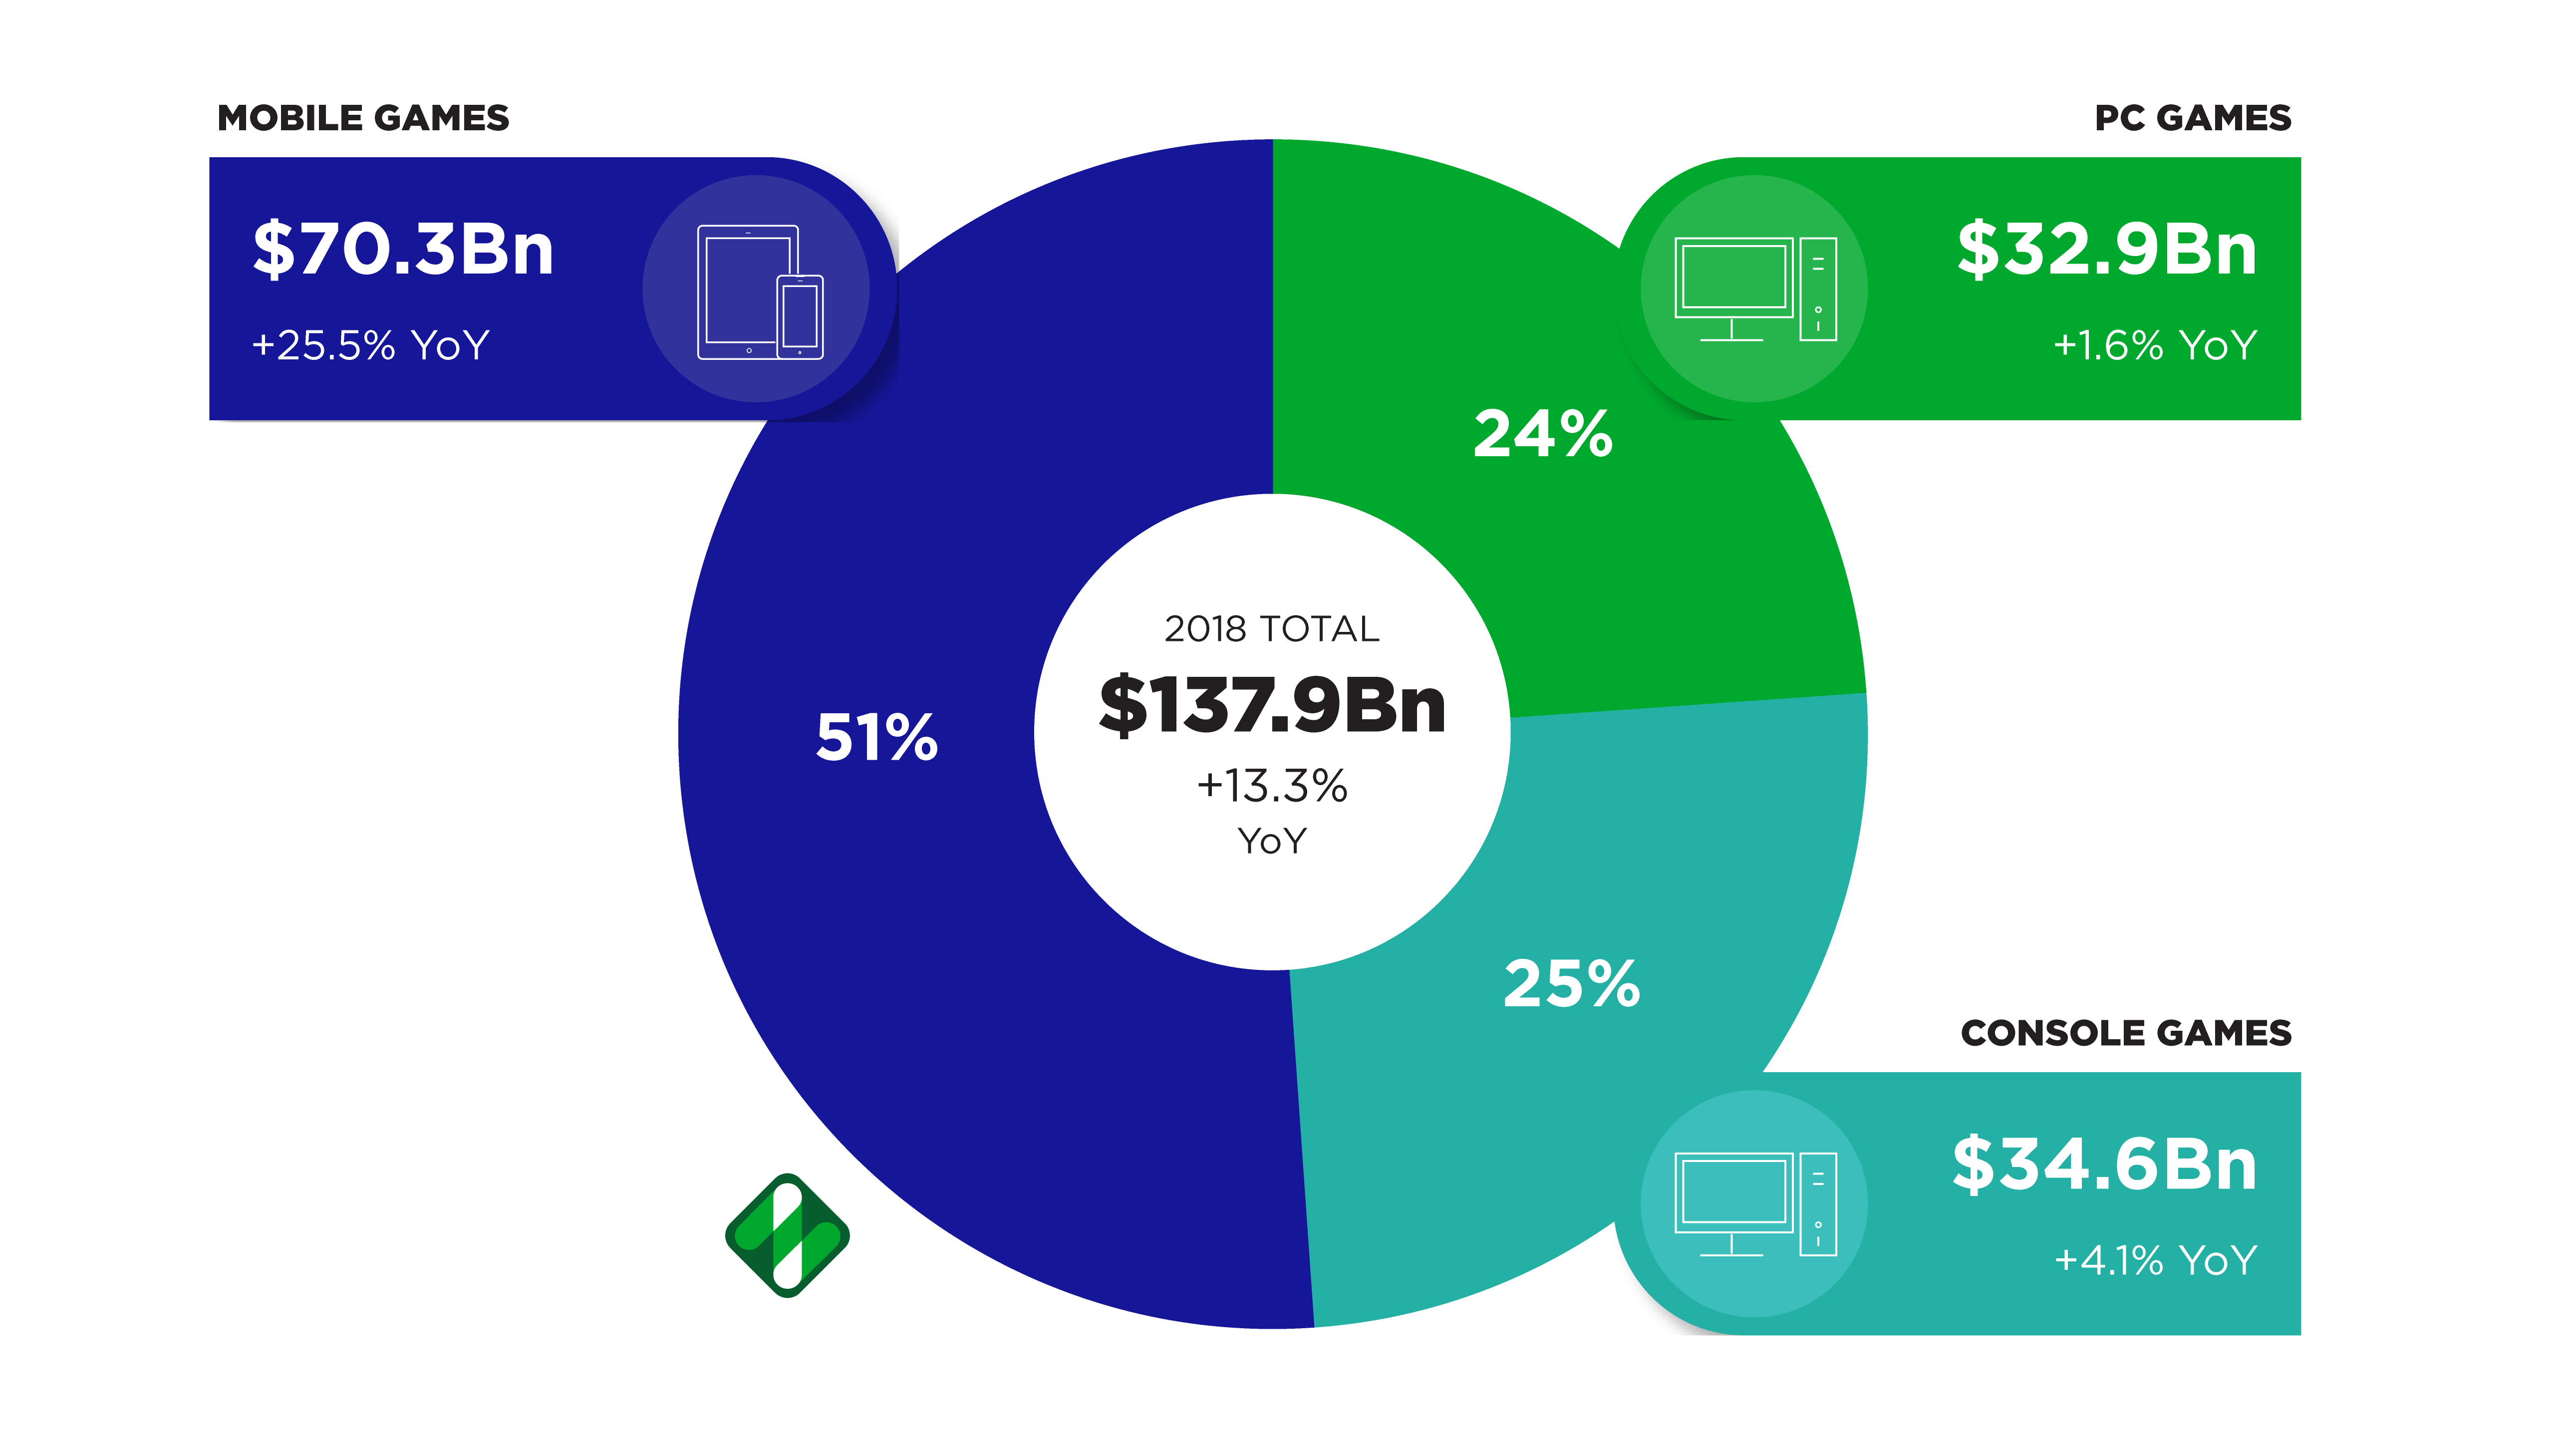 MOBILE GAMES
$70.3Bn
+25.5% YoY
PC GAMES
$32.9Bn
+1.6% YoY
24%
51%
2018 TOTAL
$137.9Bn
+13.3%
YoY
25%
CONSOLE GAMES
$34.6Bn
+4.1% YoY